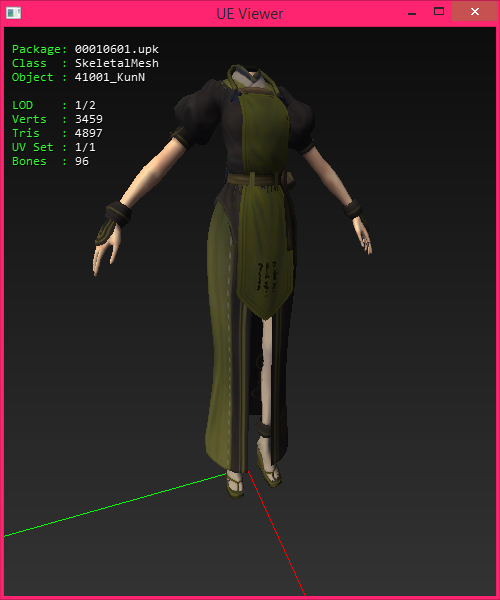 UE Viewer
Package: 00010601.upk
Class : SkeletalMesh
Object : 41001_KunN
LOD : 1/2
Verts : 3459
Tris : 4897
UV Set : 1/1
Bones : 96